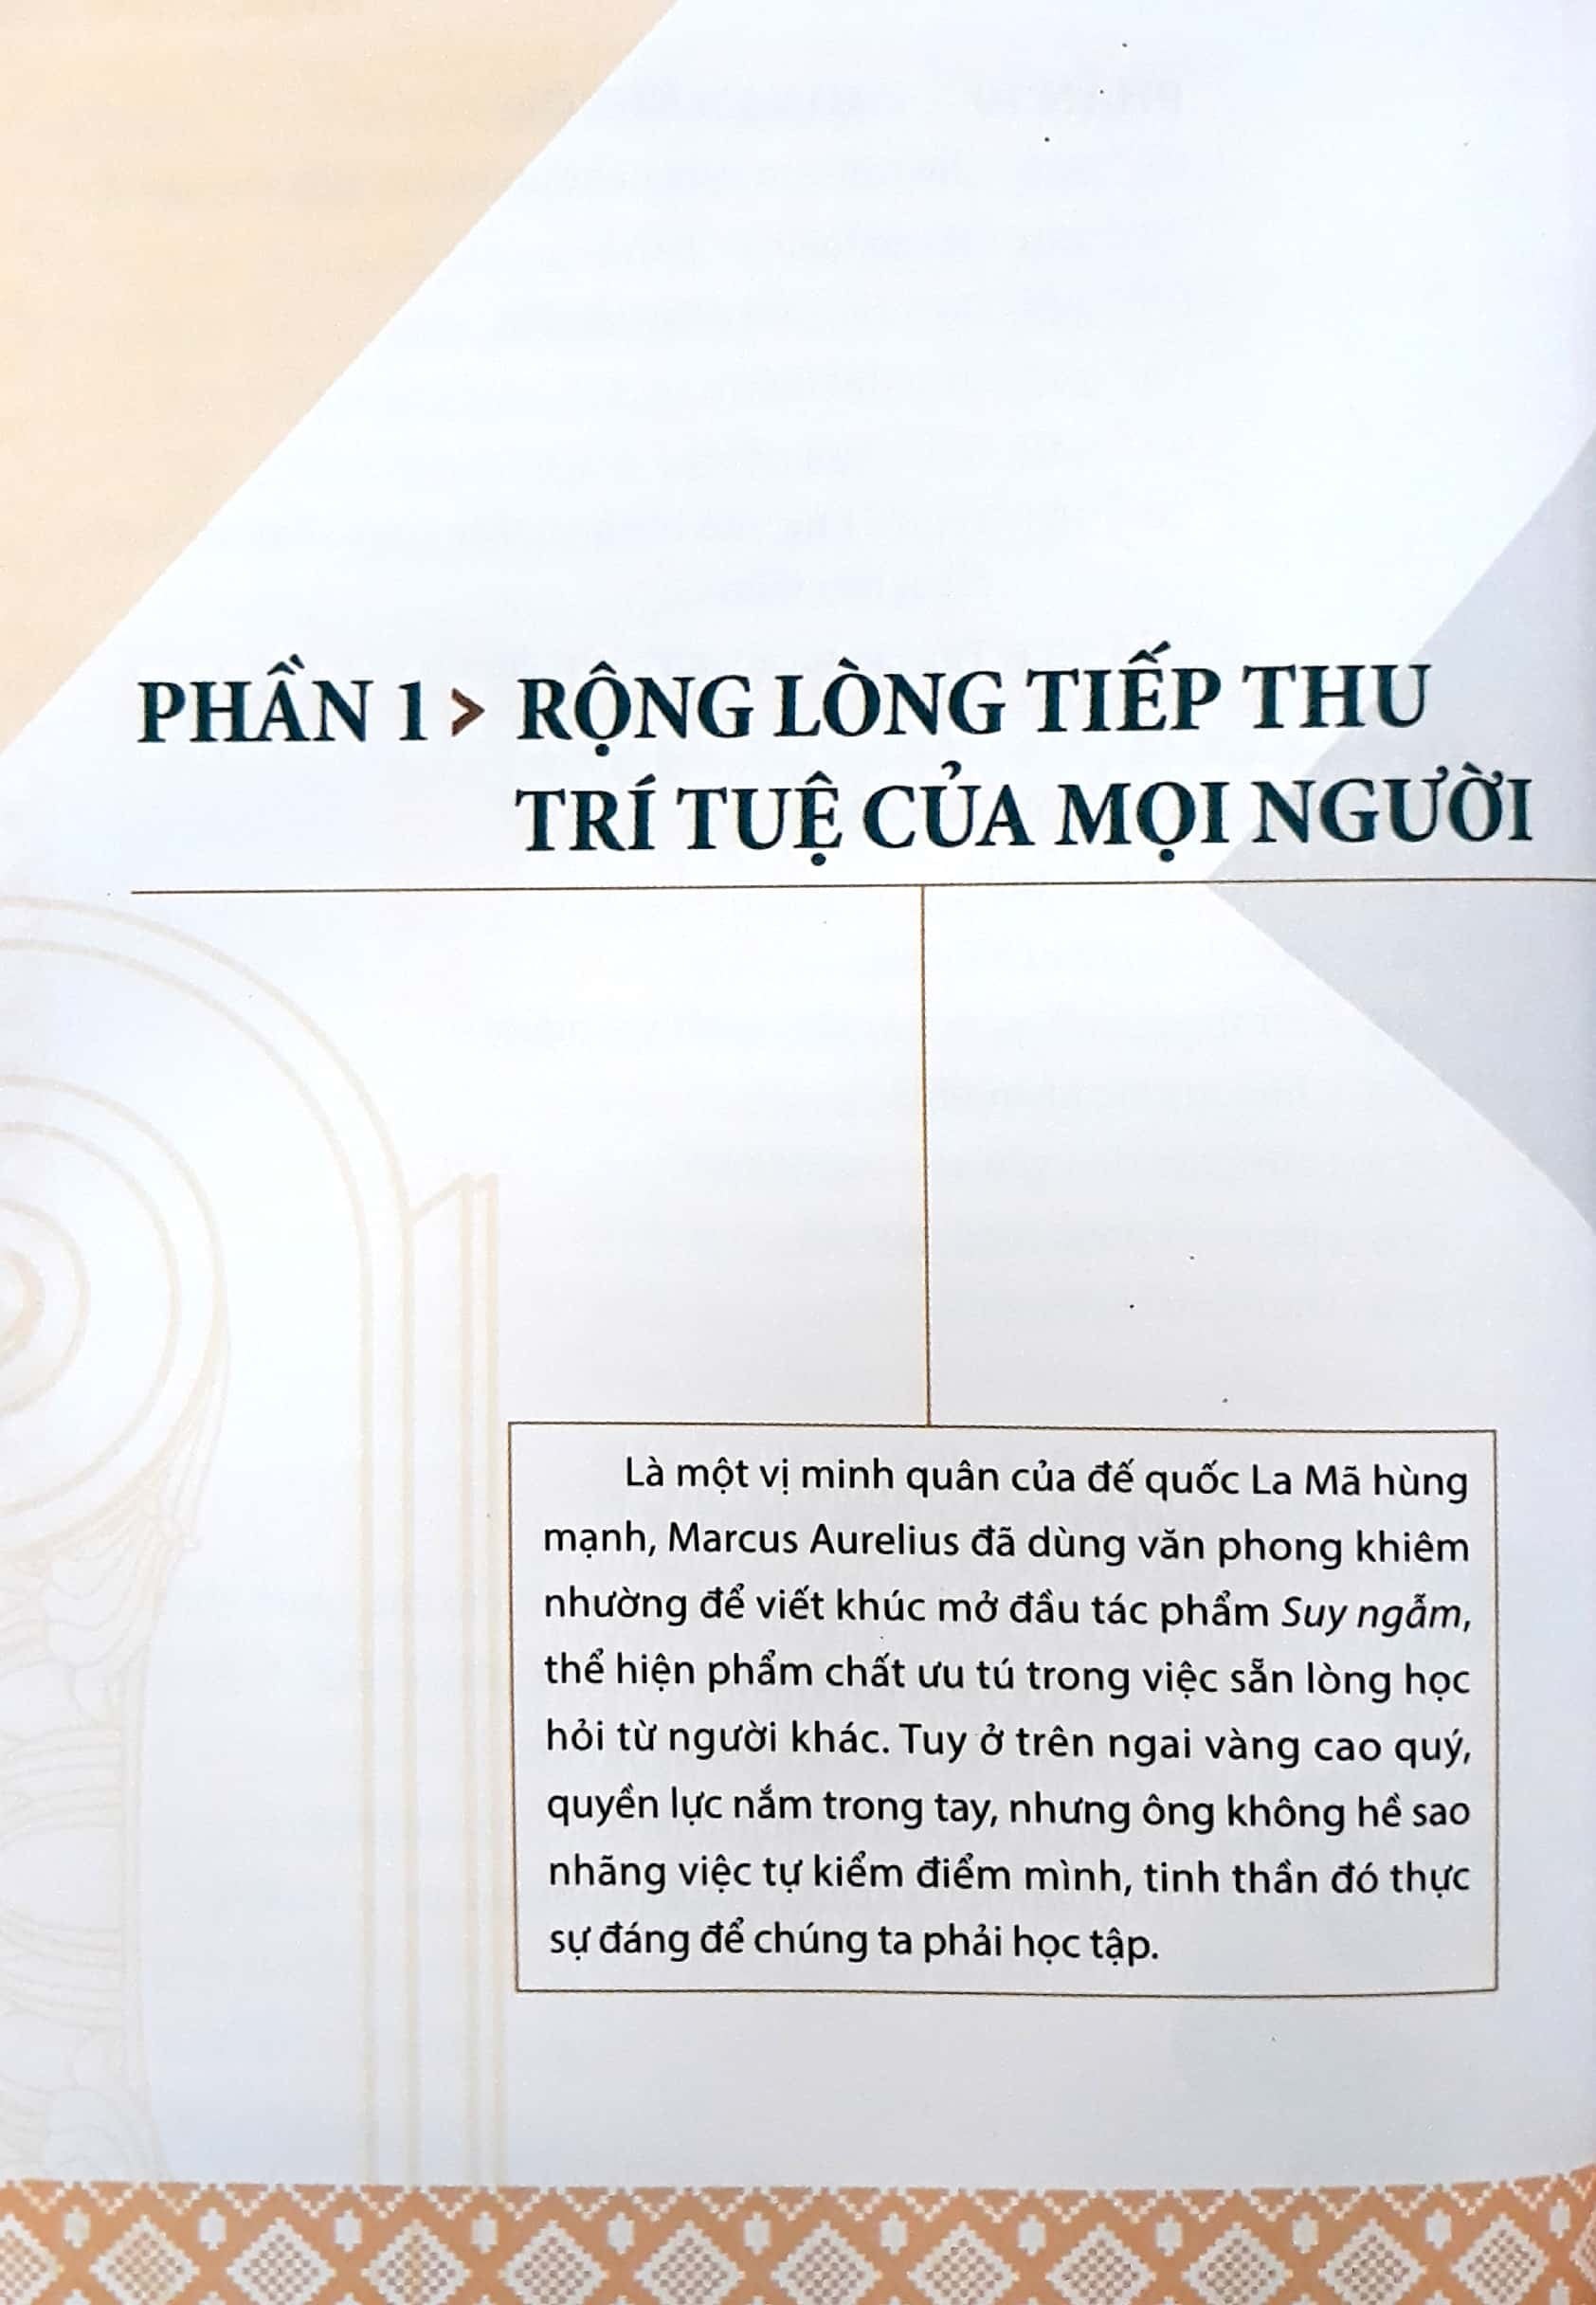 PHẦN 1 > RỘNG LÒNG TIẾP THU
TRÍ TUỆ CỦA MỌI NGƯỜI
Là một vị minh quân của đế quốc La Mã hùng
mạnh, Marcus Aurelius đã dùng văn phong khiêm
nhường để viết khúc mở đầu tác phẩm Suy ngẫm,
thể hiện phẩm chất ưu tú trong việc sẵn lòng học
hỏi từ người khác. Tuy ở trên ngai vàng cao quý,
quyền lực nắm trong tay, nhưng ông không hề sao
nhãng việc tự kiểm điểm mình, tinh thần đó thực
sự đáng để chúng ta phải học tập.